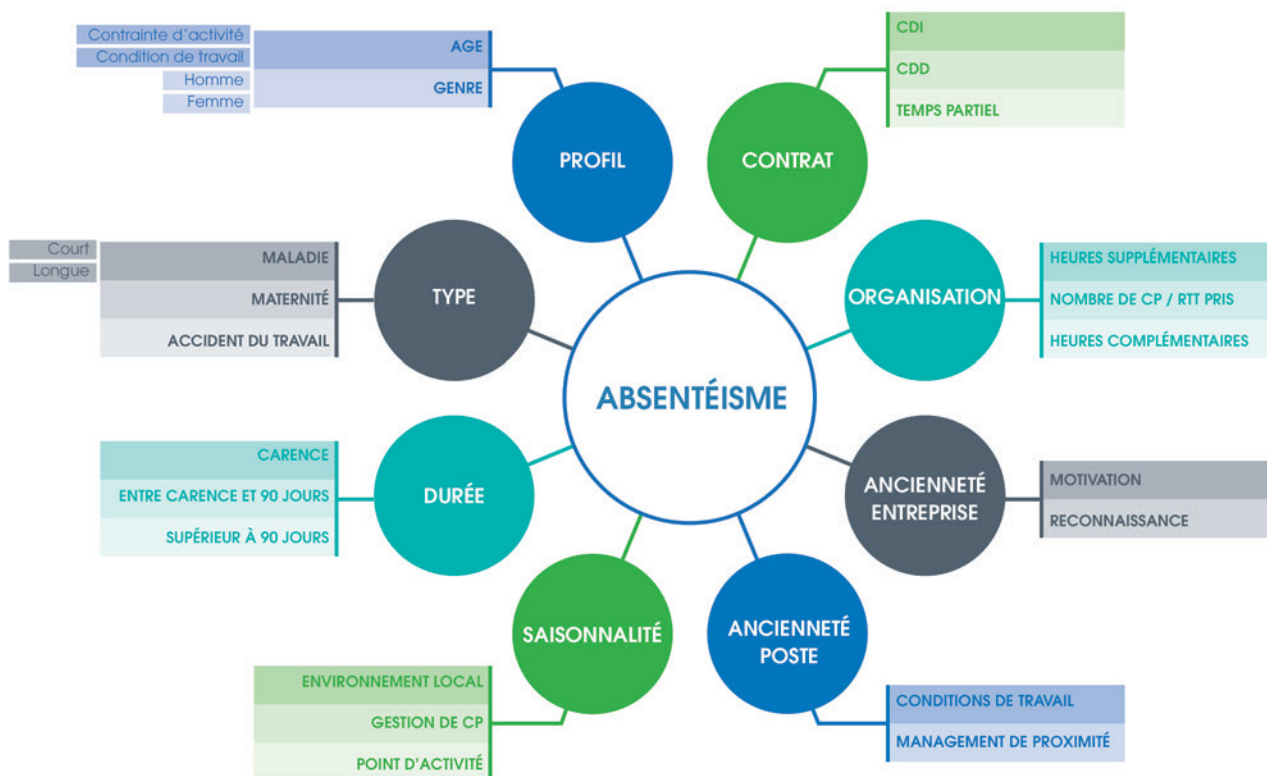 Contrainte d'activité
Condition de travail
Homme
Femme
AGE
GENRE
PROFIL
CDI
CDD
TEMPS PARTIEL
CONTRAT
Court
Longue
MALADIE
MATERNITÉ
ACCIDENT DU TRAVAIL
TYPE
HEURES SUPPLÉMENTAIRES
NOMBRE DE CP / RTT PRIS
HEURES COMPLÉMENTAIRES
ORGANISATION
ABSENTÉISME
CARENCE
ENTRE CARENCE ET 90 JOURS
SUPÉRIEUR À 90 JOURS
DURÉE
ANCIENNETÉ
ENTREPRISE
MOTIVATION
RECONNAISSANCE
SAISONNALITÉ
ENVIRONNEMENT LOCAL
GESTION DE CP
POINT D'ACTIVITÉ
ANCIENNETÉ
POSTE
CONDITIONS DE TRAVAIL
MANAGEMENT DE PROXIMITÉ